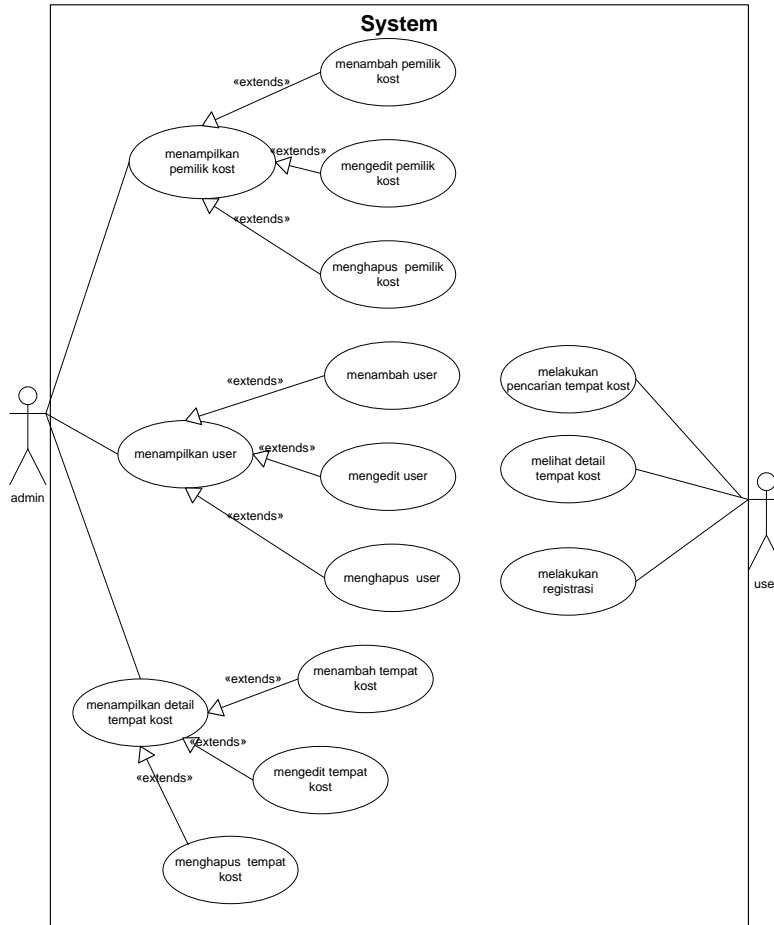 System
menambah pemilik
kost
«extends»
menampilkan
pemilik kost
«extends»
mengedit pemilik
kost
«extends»
menghapus pemilik
kost
menambah user
«extends»
melakukan
pencarian tempat kost
admin
menampilkan user
«extends»
mengedit user
melihat detail
tempat kost
«extends»
menghapus user
melakukan
registrasi
use
menambah tempat
kost
«extends»
menampilkan detail
tempat kost
«extends»
mengedit tempat
kost
«extends»
menghapus tempat
kost